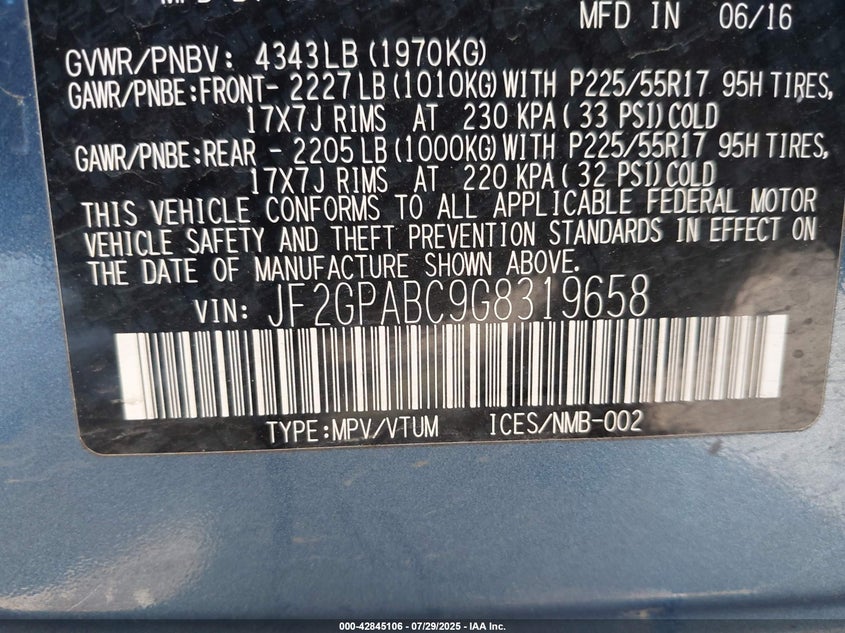 MFD IN 06/16
GVWR/PNBV: 4343LB (1970KG)
GAWR/PNBE:FRONT- 2227 LB (1010KG) WITH P225/55R17 95H TIRES,
17X7J RIMS AT 230 KPA ( 33 PSI) COLD
GAWR/PNBE:REAR - 2205 LB (1000KG) WITH P225/55R17 95H TIRES,
17X7J RIMS AT 220 KPA ( 32 PSI) COLD
THIS VEHICLE CONFORMS TO ALL APPLICABLE FEDERAL MOTOR
VEHICLE SAFETY AND THEFT PREVENTION STANDARDS IN EFFECT ON
THE DATE OF MANUFACTURE SHOWN ABOVE.
VIN: JF2GPABC9G8319658
TYPE:MPV/VTUM ICES/NMB-002
000-42845106 - 07/29/2025 - IAA Inc.